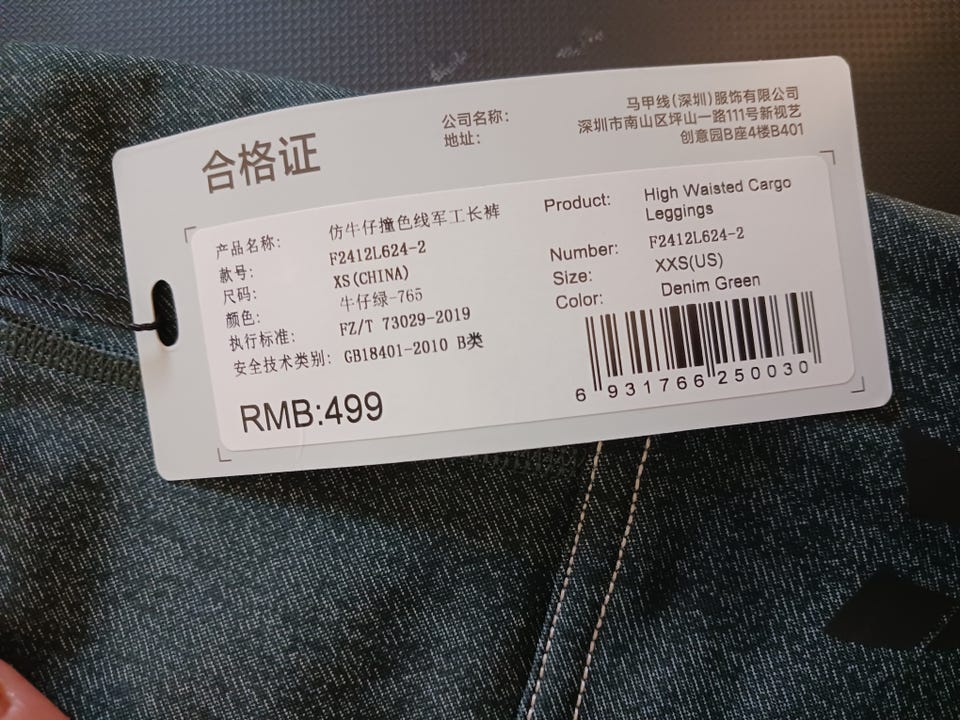 合格证
公司名称: 马甲线(深圳)服饰有限公司
地址: 深圳市南山区坪山一路111号新视艺
创意园B座4楼B401
产品名称: 仿牛仔撞色线军工长裤
款号: F2412L624-2
尺码: XS(CHINA)
颜色: 牛仔绿-765
执行标准: FZ/T 73029-2019
安全技术类别: GB18401-2010 B类
RMB:499
Product: High Waisted Cargo
Leggings
Number: F2412L624-2
Size: XXS(US)
Color: Denim Green
6 931766 250030